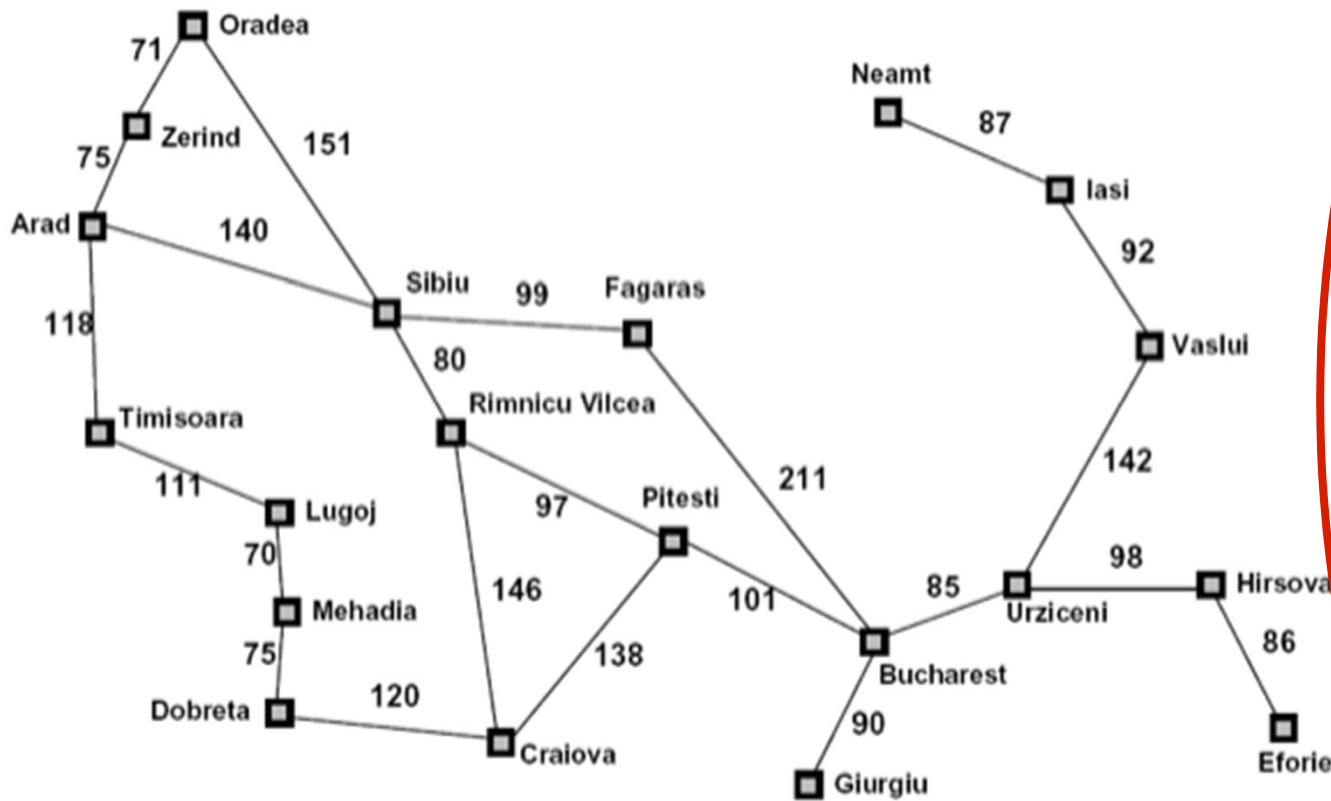 Oradea
71
Neamt
87
Zerind
151
75
Iasi
Arad
140
92
Sibiu
99
Fagaras
118
Vaslui
80
Rimnicu Vilcea
Timisoara
142
111
211
Lugoj
97
Pitesti
70
98
146
101
85
Hirsova
Mehadia
Urziceni
75
138
86
Bucharest
120
Dobreta
90
Craiova
Eforie
Giurgiu